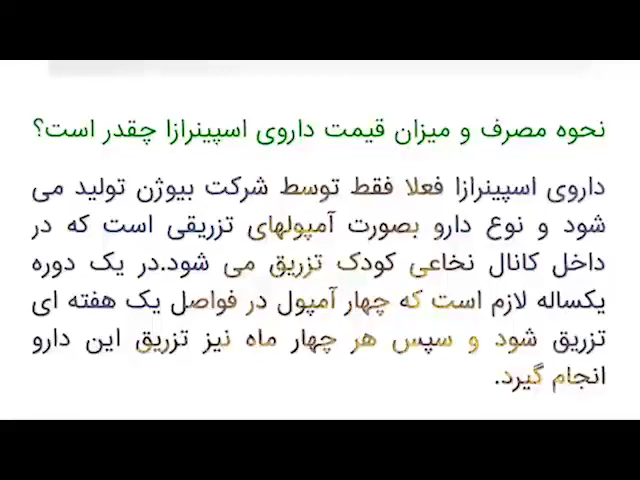 نحوه مصرف و میزان قیمت داروی اسپینرازا چقدر است؟
داروی اسپینرازا فعلا فقط توسط شرکت بیوژن تولید می
شود و نوع دارو بصورت آمپولهای تزریقی است که در
داخل کانال نخاعی کودک تزریق می شود.در یک دوره
یکساله لازم است که چهار آمپول در فواصل یک هفته ای
تزریق شود و سپس هر چهار ماه نیز تزریق این دارو
انجام گیرد.